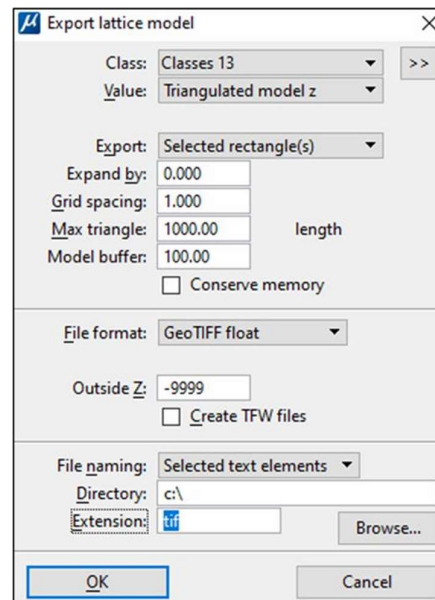 Export lattice model
Class: Classes 13 >>
Value: Triangulated model z
Export: Selected rectangle(s)
Expand by: 0.000
Grid spacing: 1.000
Max triangle: 1000.00 length
Model buffer: 100.00
Conserve memory
File format: GeoTIFF float
Outside Z: -9999
Create TFW files
File naming: Selected text elements
Directory: c:\
Extension: tif Browse...
OK Cancel